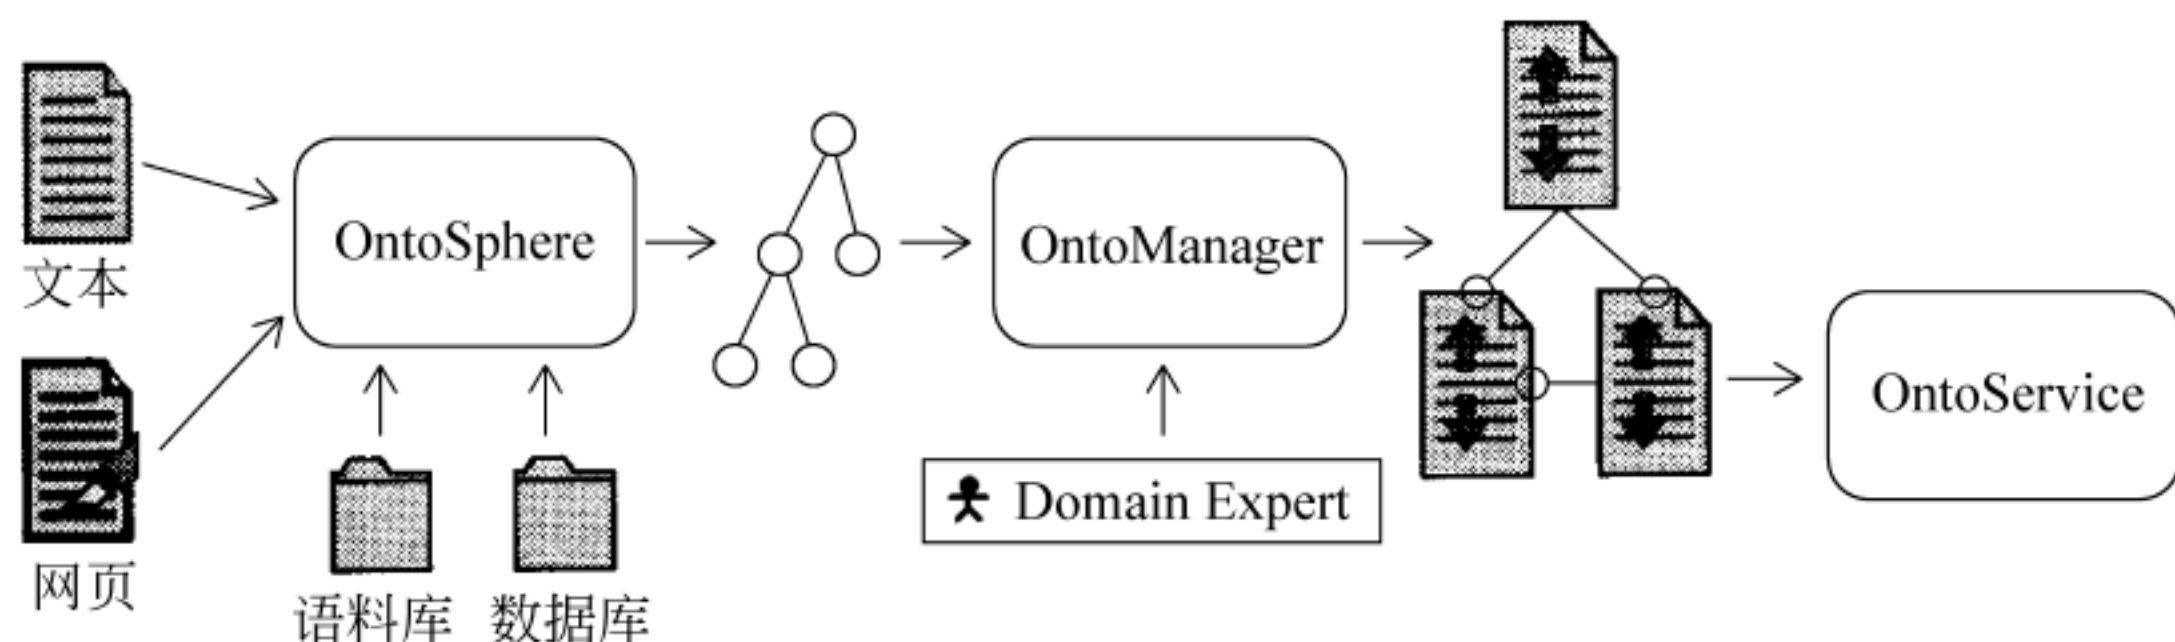 文本
网页
OntoSphere
语料库
数据库
OntoManager
Domain Expert
OntoService